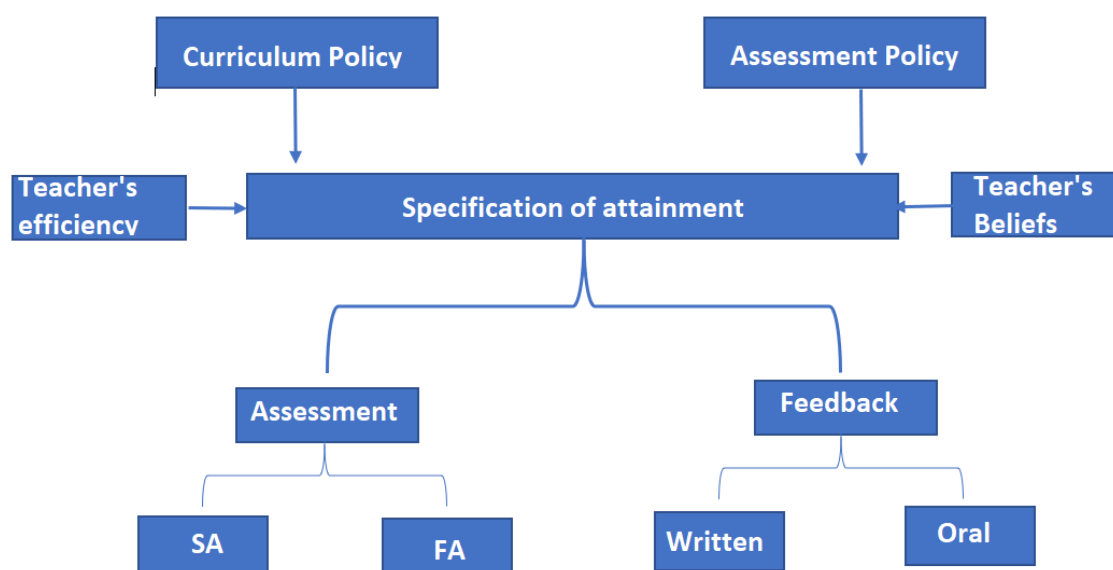 Curriculum Policy
Assessment Policy
Teacher's
efficiency
Specification of attainment
Teacher's
Beliefs
Assessment
Feedback
SA
FA
Written
Oral